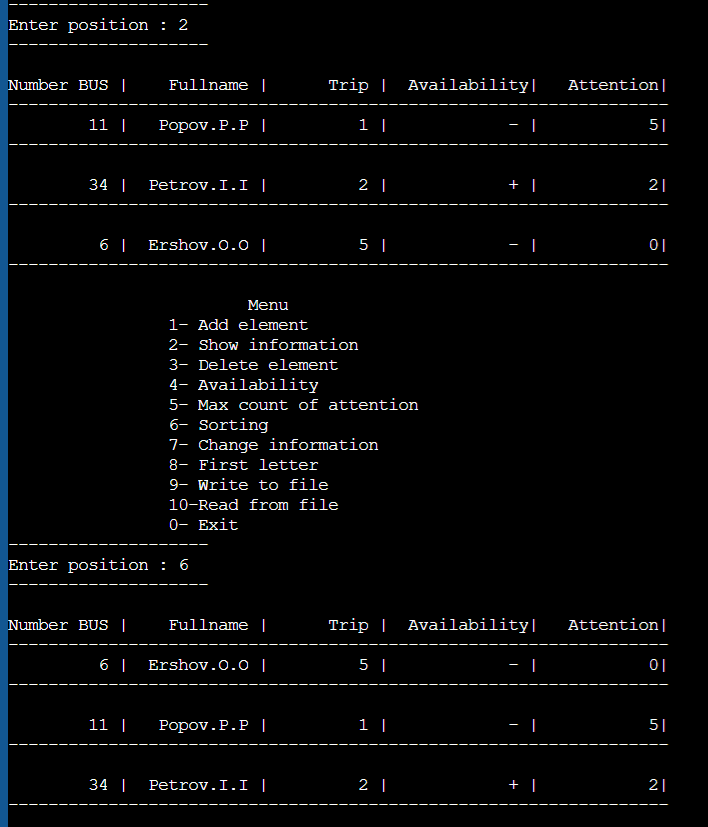 --------------------
Enter position : 2
--------------------
Number BUS |    Fullname |      Trip |  Availability|   Attention|
------------------------------------------------------------------
        11 |   Popov.P.P |         1 |            - |           5|
------------------------------------------------------------------
        34 |  Petrov.I.I |         2 |            + |           2|
------------------------------------------------------------------
         6 |  Ershov.O.O |         5 |            - |           0|
------------------------------------------------------------------
                        Menu
                1- Add element
                2- Show information
                3- Delete element
                4- Availability
                5- Max count of attention
                6- Sorting
                7- Change information
                8- First letter
                9- Write to file
                10-Read from file
                0- Exit
--------------------
Enter position : 6
--------------------
Number BUS |    Fullname |      Trip |  Availability|   Attention|
------------------------------------------------------------------
         6 |  Ershov.O.O |         5 |            - |           0|
------------------------------------------------------------------
        11 |   Popov.P.P |         1 |            - |           5|
------------------------------------------------------------------
        34 |  Petrov.I.I |         2 |            + |           2|
------------------------------------------------------------------